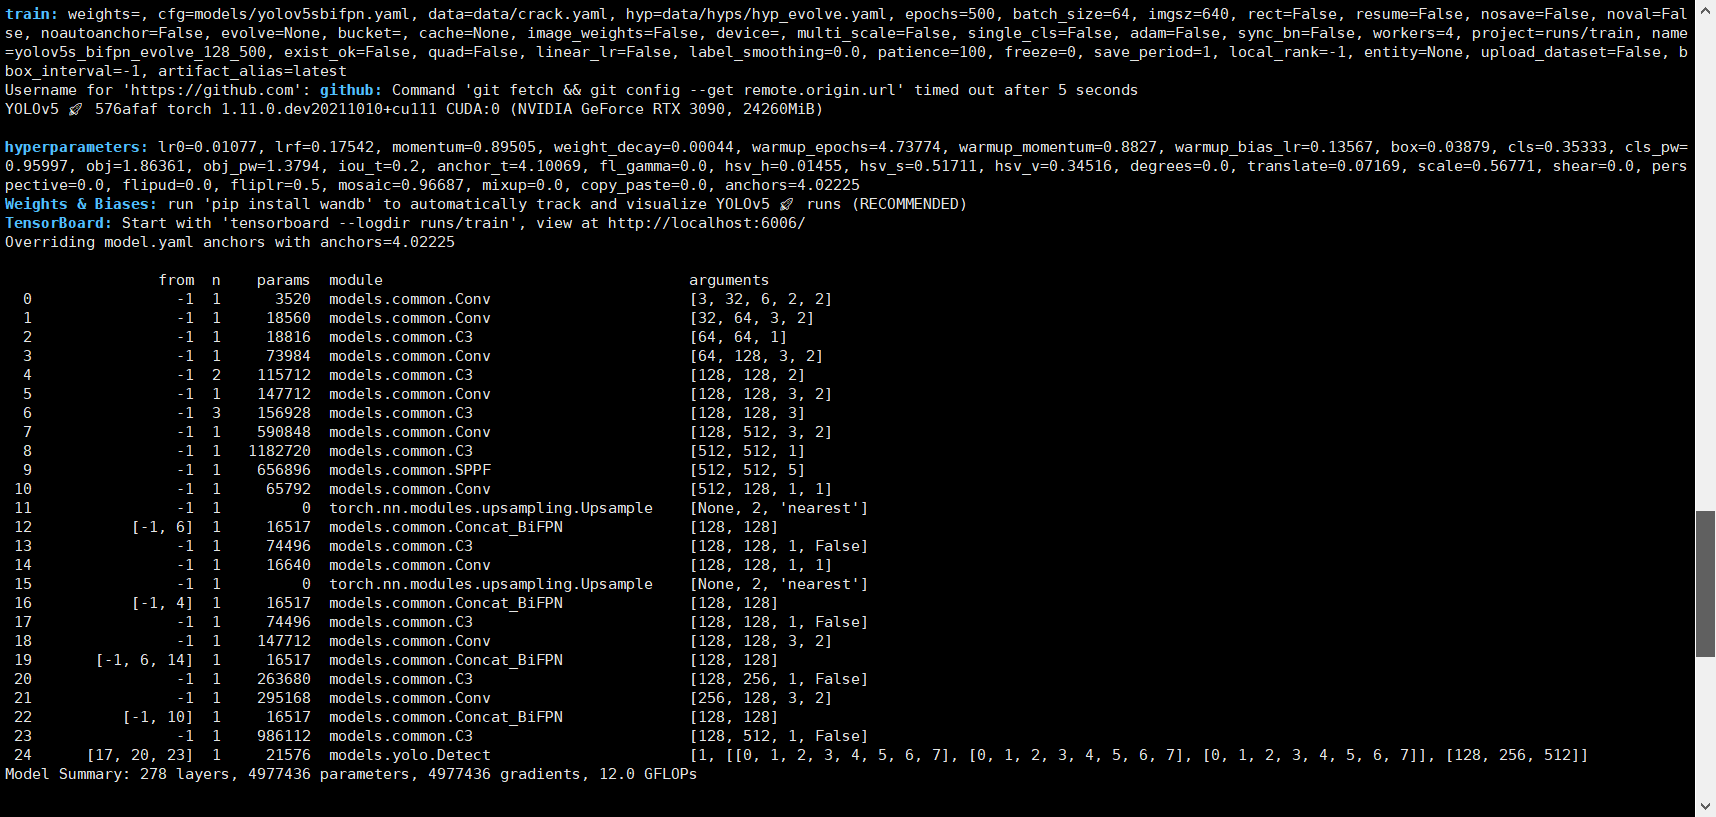 train: weights=, cfg=models/yolov5sbifpn.yaml, data=data/crack.yaml, hyp=data/hyps/hyp_evolve.yaml, epochs=500, batch_size=64, imgsz=640, rect=False, resume=False, nosave=False, noval=Fal
se, noautoanchor=False, evolve=None, bucket=, cache=None, image_weights=False, device=, multi_scale=False, single_cls=False, adam=False, sync_bn=False, workers=4, project=runs/train, name
=yolov5s_bifpn_evolve_128_500, exist_ok=False, quad=False, linear_lr=False, label_smoothing=0.0, patience=100, freeze=0, save_period=1, local_rank=-1, entity=None, upload_dataset=False, b
box_interval=-1, artifact_alias=latest
Username for 'https://github.com': github: Command 'git fetch && git config --get remote.origin.url' timed out after 5 seconds
YOLOv5 🚀 576afaf torch 1.11.0.dev20211010+cu111 CUDA:0 (NVIDIA GeForce RTX 3090, 24260MiB)
hyperparameters: lr0=0.01077, lrf=0.17542, momentum=0.89505, weight_decay=0.00044, warmup_epochs=4.73774, warmup_momentum=0.8827, warmup_bias_lr=0.13567, box=0.03879, cls=0.35333, cls_pw=
0.95997, obj=1.86361, obj_pw=1.3794, iou_t=0.2, anchor_t=4.10069, fl_gamma=0.0, hsv_h=0.01455, hsv_s=0.51711, hsv_v=0.34516, degrees=0.0, translate=0.07169, scale=0.56771, shear=0.0, pers
pective=0.0, flipud=0.0, fliplr=0.5, mosaic=0.96687, mixup=0.0, copy_paste=0.0, anchors=4.02225
Weights & Biases: run 'pip install wandb' to automatically track and visualize YOLOv5 🚀 runs (RECOMMENDED)
TensorBoard: Start with 'tensorboard --logdir runs/train', view at http://localhost:6006/
Overriding model.yaml anchors with anchors=4.02225
from n params module arguments
0 -1 1 3520 models.common.Conv [3, 32, 6, 2, 2]
1 -1 1 18560 models.common.Conv [32, 64, 3, 2]
2 -1 1 18816 models.common.C3 [64, 64, 1]
3 -1 1 73984 models.common.Conv [64, 128, 3, 2]
4 -1 2 115712 models.common.C3 [128, 128, 2]
5 -1 1 147712 models.common.Conv [128, 128, 3, 2]
6 -1 3 156928 models.common.C3 [128, 128, 3]
7 -1 1 590848 models.common.Conv [128, 512, 3, 2]
8 -1 1 1182720 models.common.C3 [512, 512, 1]
9 -1 1 656896 models.common.SPPF [512, 512, 5]
10 -1 1 65792 models.common.Conv [512, 128, 1, 1]
11 -1 1 0 torch.nn.modules.upsampling.Upsample [None, 2, 'nearest']
12 [-1, 6] 1 16517 models.common.Concat_BiFPN [128, 128]
13 -1 1 74496 models.common.C3 [128, 128, 1, False]
14 -1 1 16640 models.common.Conv [128, 128, 1, 1]
15 -1 1 0 torch.nn.modules.upsampling.Upsample [None, 2, 'nearest']
16 [-1, 4] 1 16517 models.common.Concat_BiFPN [128, 128]
17 -1 1 74496 models.common.C3 [128, 128, 1, False]
18 -1 1 147712 models.common.Conv [128, 128, 3, 2]
19 [-1, 6, 14] 1 16517 models.common.Concat_BiFPN [128, 128]
20 -1 1 263680 models.common.C3 [128, 256, 1, False]
21 -1 1 295168 models.common.Conv [256, 128, 3, 2]
22 [-1, 10] 1 16517 models.common.Concat_BiFPN [128, 128]
23 -1 1 986112 models.common.C3 [128, 512, 1, False]
24 [17, 20, 23] 1 21576 models.yolo.Detect [1, [[0, 1, 2, 3, 4, 5, 6, 7], [0, 1, 2, 3, 4, 5, 6, 7], [0, 1, 2, 3, 4, 5, 6, 7]], [128, 256, 512]]
Model Summary: 278 layers, 4977436 parameters, 4977436 gradients, 12.0 GFLOPs